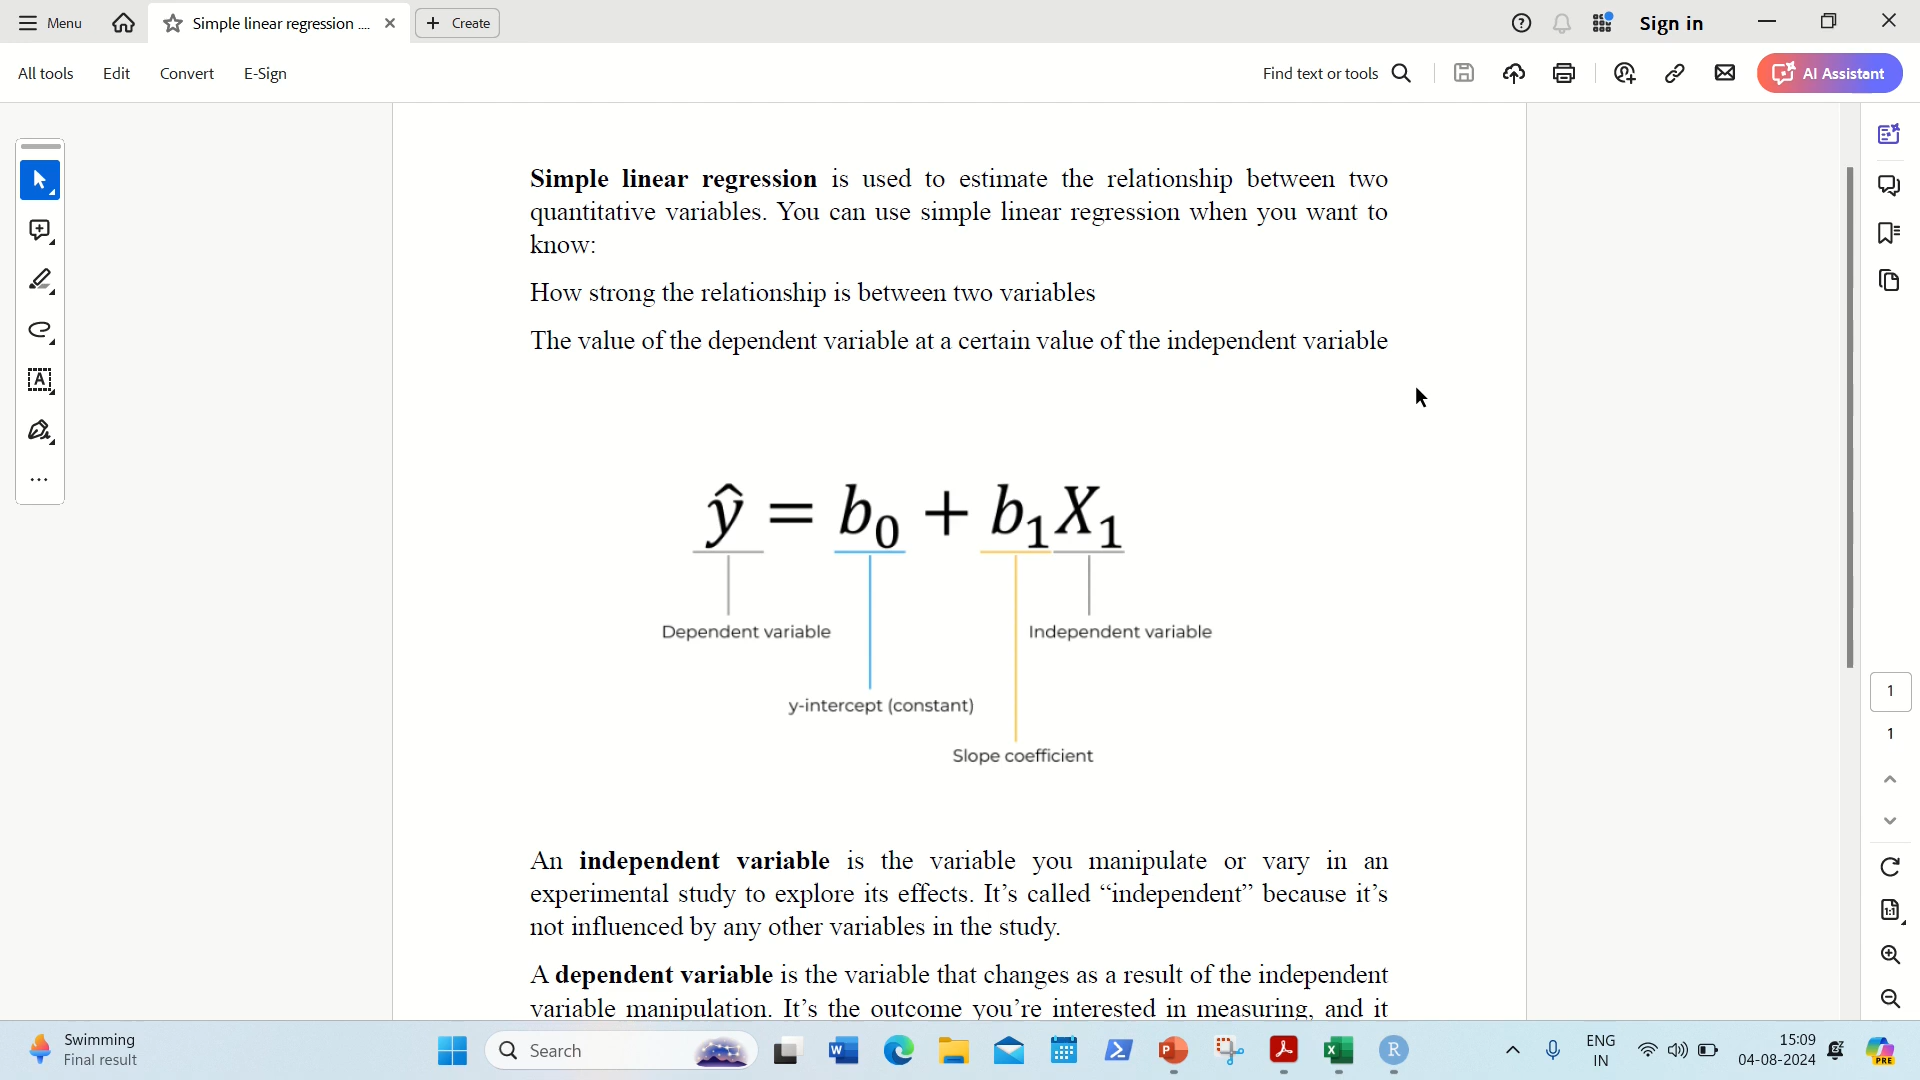 Menu
Simple linear regression ....
Create
Sign in
All tools
Edit
Convert
E-Sign
Find text or tools
AI Assistant
Simple linear regression is used to estimate the relationship between two
quantitative variables. You can use simple linear regression when you want to
know:
How strong the relationship is between two variables
The value of the dependent variable at a certain value of the independent variable
ŷ = b₀ + b₁X₁
Dependent variable
Independent variable
y-intercept (constant)
Slope coefficient
An independent variable is the variable you manipulate or vary in an
experimental study to explore its effects. It’s called “independent” because it’s
not influenced by any other variables in the study.
A dependent variable is the variable that changes as a result of the independent
variable manipulation. It’s the outcome you’re interested in measuring, and it
1
1
Swimming
Final result
Search
ENG
IN
15:09
04-08-2024
PRE